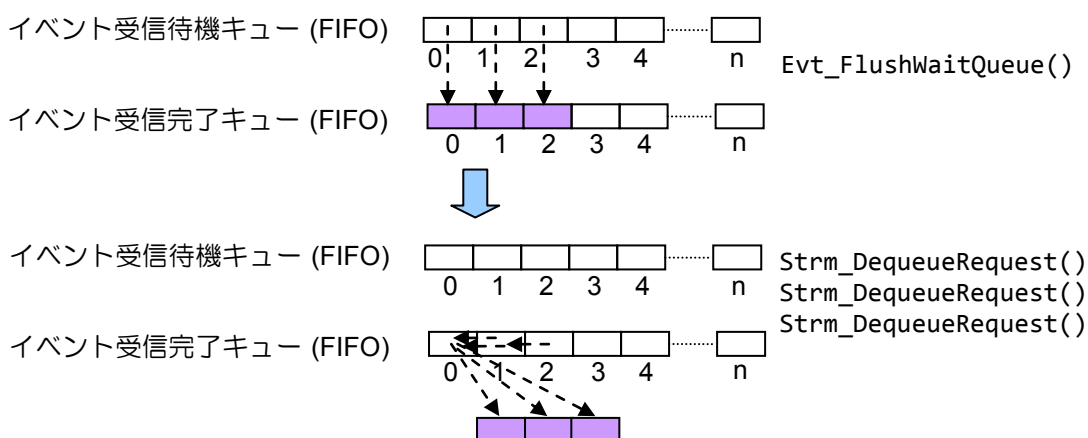 イベント受信待機キュー (FIFO)
0 1 2 3 4 n
Evt_FlushWaitQueue()
イベント受信完了キュー (FIFO)
0 1 2 3 4 n
イベント受信待機キュー (FIFO)
0 1 2 3 4 n
Strm_DequeueRequest()
Strm_DequeueRequest()
Strm_DequeueRequest()
イベント受信完了キュー (FIFO)
0 1 2 3 4 n